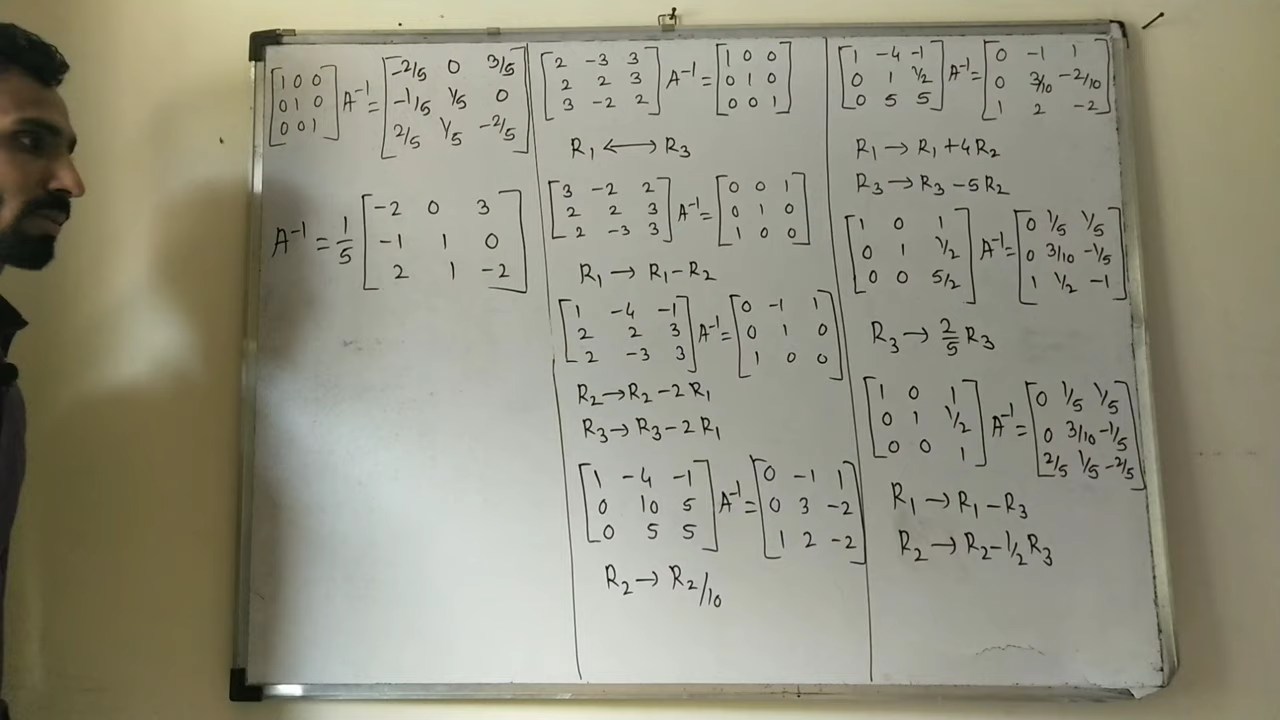 1 0 0 -2/5 0 3/5
0 1 0 A⁻¹ = -1/5 1/5 0
0 0 1 2/5 1/5 -2/5
-2 0 3
A⁻¹ = 1/5 -1 1 0
2 1 -2
2 -3 3 1 0 0
2 2 3 A⁻¹ = 0 1 0
3 -2 2 0 0 1
R₁ ↔ R₃
3 -2 2 0 0 1
2 2 3 A⁻¹ = 0 1 0
2 -3 3 1 0 0
R₁ → R₁ - R₂
1 -4 -1 0 -1 1
2 2 3 A⁻¹ = 0 1 0
2 -3 3 1 0 0
R₂ → R₂ - 2R₁
R₃ → R₃ - 2R₁
1 -4 -1 0 -1 1
0 10 5 A⁻¹ = 0 3 -2
0 5 5 1 2 -2
R₂ → R₂/10
1 -4 -1 0 -1 1
0 1 1/2 A⁻¹ = 0 3/10 -2/10
0 5 5 1 2 -2
R₁ → R₁ + 4R₂
R₃ → R₃ - 5R₂
1 0 1 0 1/5 1/5
0 1 1/2 A⁻¹ = 0 3/10 -1/5
0 0 5/2 1 1/2 -1
R₃ → 2/5 R₃
1 0 1 0 1/5 1/5
0 1 1/2 A⁻¹ = 0 3/10 -1/5
0 0 1 2/5 1/5 -2/5
R₁ → R₁ - R₃
R₂ → R₂ - 1/2 R₃